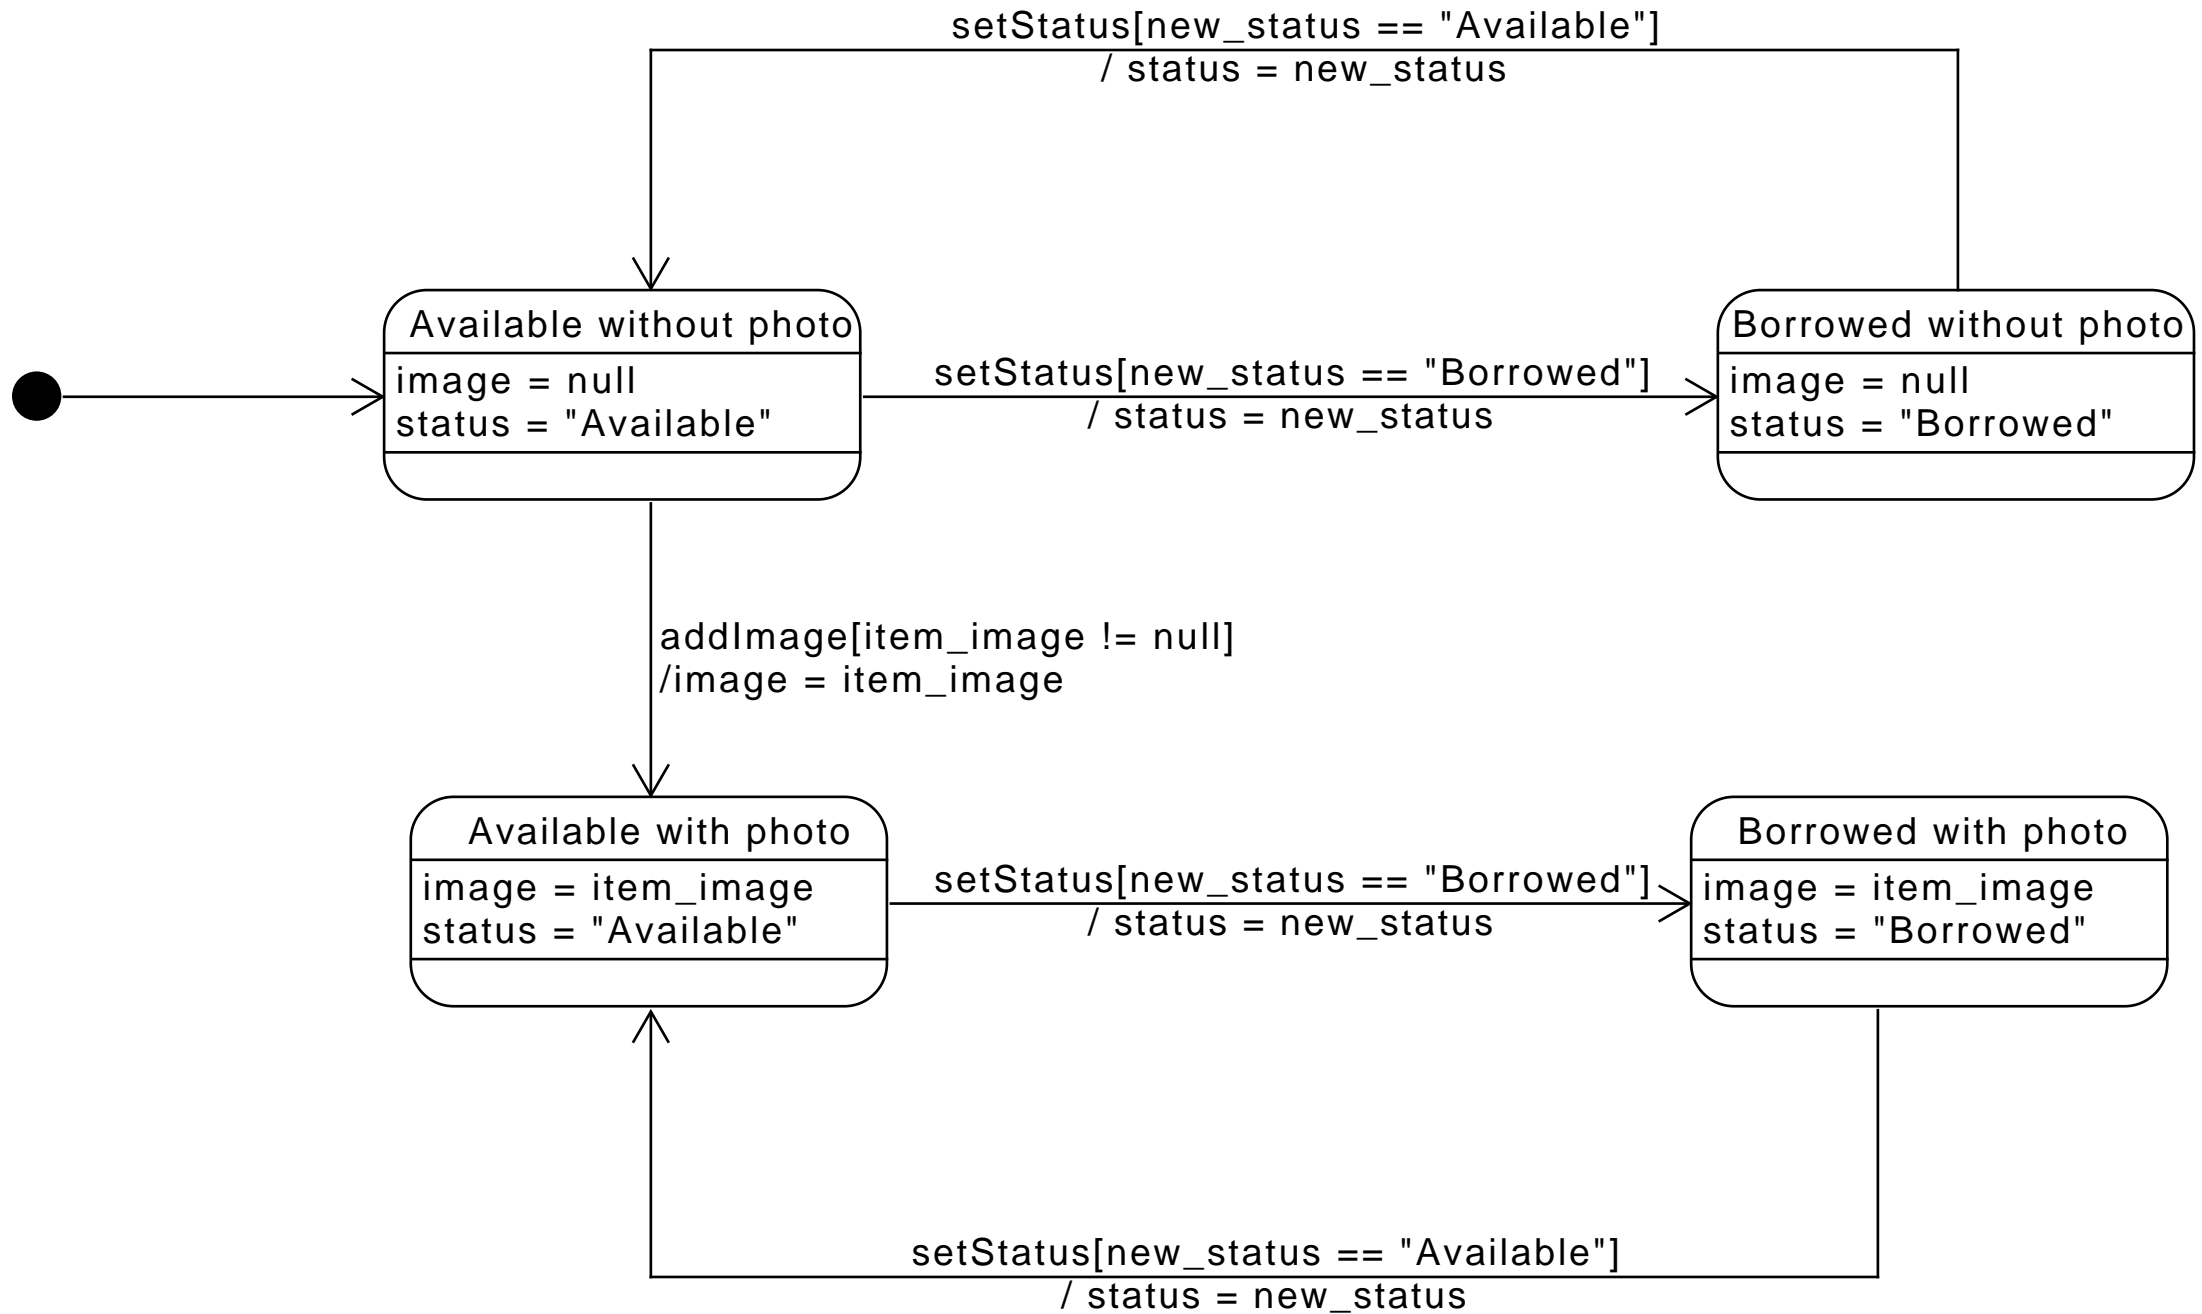 setStatus[new_status == "Available"]
/ status = new_status
Available without photo
image = null
status = "Available"
setStatus[new_status == "Borrowed"]
/ status = new_status
Borrowed without photo
image = null
status = "Borrowed"
addImage[item_image != null]
/image = item_image
Available with photo
image = item_image
status = "Available"
setStatus[new_status == "Borrowed"]
/ status = new_status
Borrowed with photo
image = item_image
status = "Borrowed"
setStatus[new_status == "Available"]
/ status = new_status